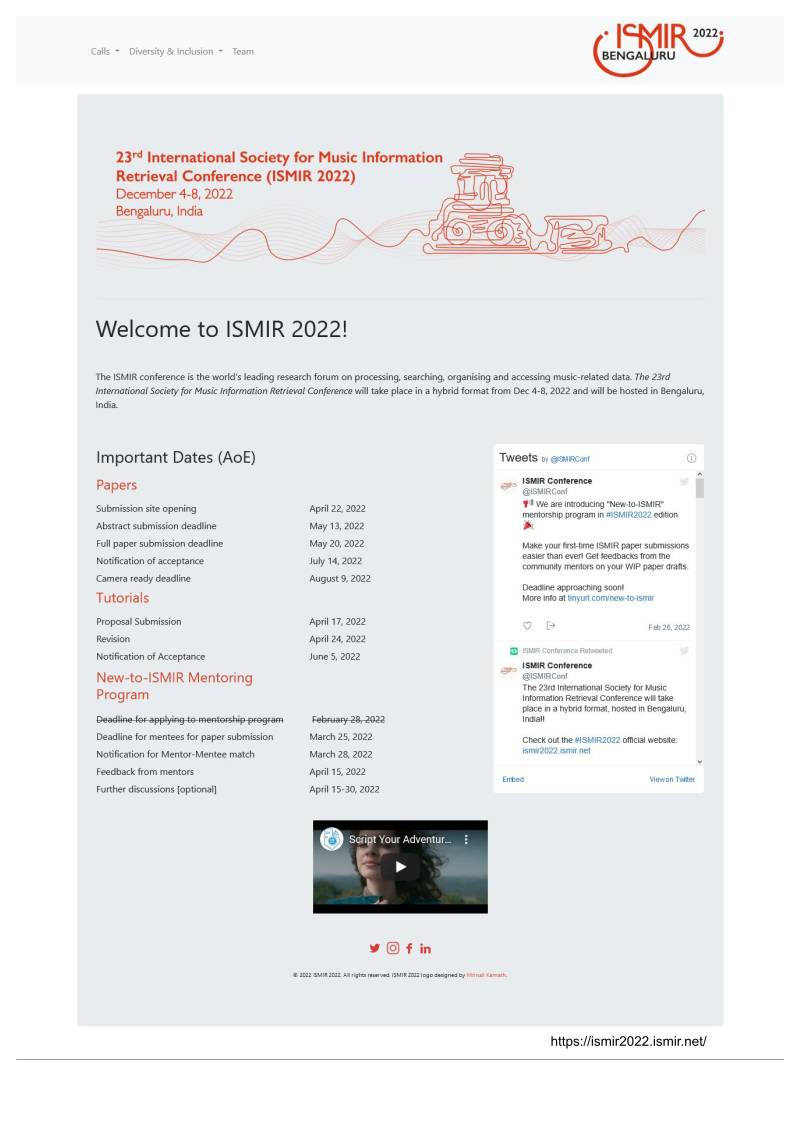 Calls Diversity & Inclusion Team
ISMIR 2022
BENGALURU
23rd International Society for Music Information
Retrieval Conference (ISMIR 2022)
December 4-8, 2022
Bengaluru, India
Welcome to ISMIR 2022!
The ISMIR conference is the world's leading research forum on processing, searching, organising and accessing music-related data. The 23rd
International Society for Music Information Retrieval Conference will take place in a hybrid format from Dec 4-8, 2022 and will be hosted in Bengaluru,
India.
Important Dates (AoE)
Papers
Submission site opening April 22, 2022
Abstract submission deadline May 13, 2022
Full paper submission deadline May 20, 2022
Notification of acceptance July 14, 2022
Camera ready deadline August 9, 2022
Tutorials
Proposal Submission April 17, 2022
Revision April 24, 2022
Notification of Acceptance June 5, 2022
New-to-ISMIR Mentoring
Program
Deadline for applying to mentorship program February 28, 2022
Deadline for mentees for paper submission March 25, 2022
Notification for Mentor-Mentee match March 28, 2022
Feedback from mentors April 15, 2022
Further discussions [optional] April 15-30, 2022
Tweets by @ISMIRConf
ISMIR Conference
@ISMIRConf
We are introducing "New-to-ISMIR"
mentorship program in #ISMIR2022 edition
Make your first-time ISMIR paper submissions
easier than ever! Get feedbacks from the
community mentors on your WIP paper drafts.
Deadline approaching soon!
More info at tinyurl.com/new-to-ismir
Feb 26, 2022
ISMIR Conference Retweeted
ISMIR Conference
@ISMIRConf
The 23rd International Society for Music
Information Retrieval Conference will take
place in a hybrid format, hosted in Bengaluru,
India!!
Check out the #ISMIR2022 official website:
ismir2022.ismir.net
Embed View on Twitter
Script Your Adventur...
© 2022 ISMIR 2022. All rights reserved. ISMIR 2022 logo designed by Mrinali Kamath.
https://ismir2022.ismir.net/